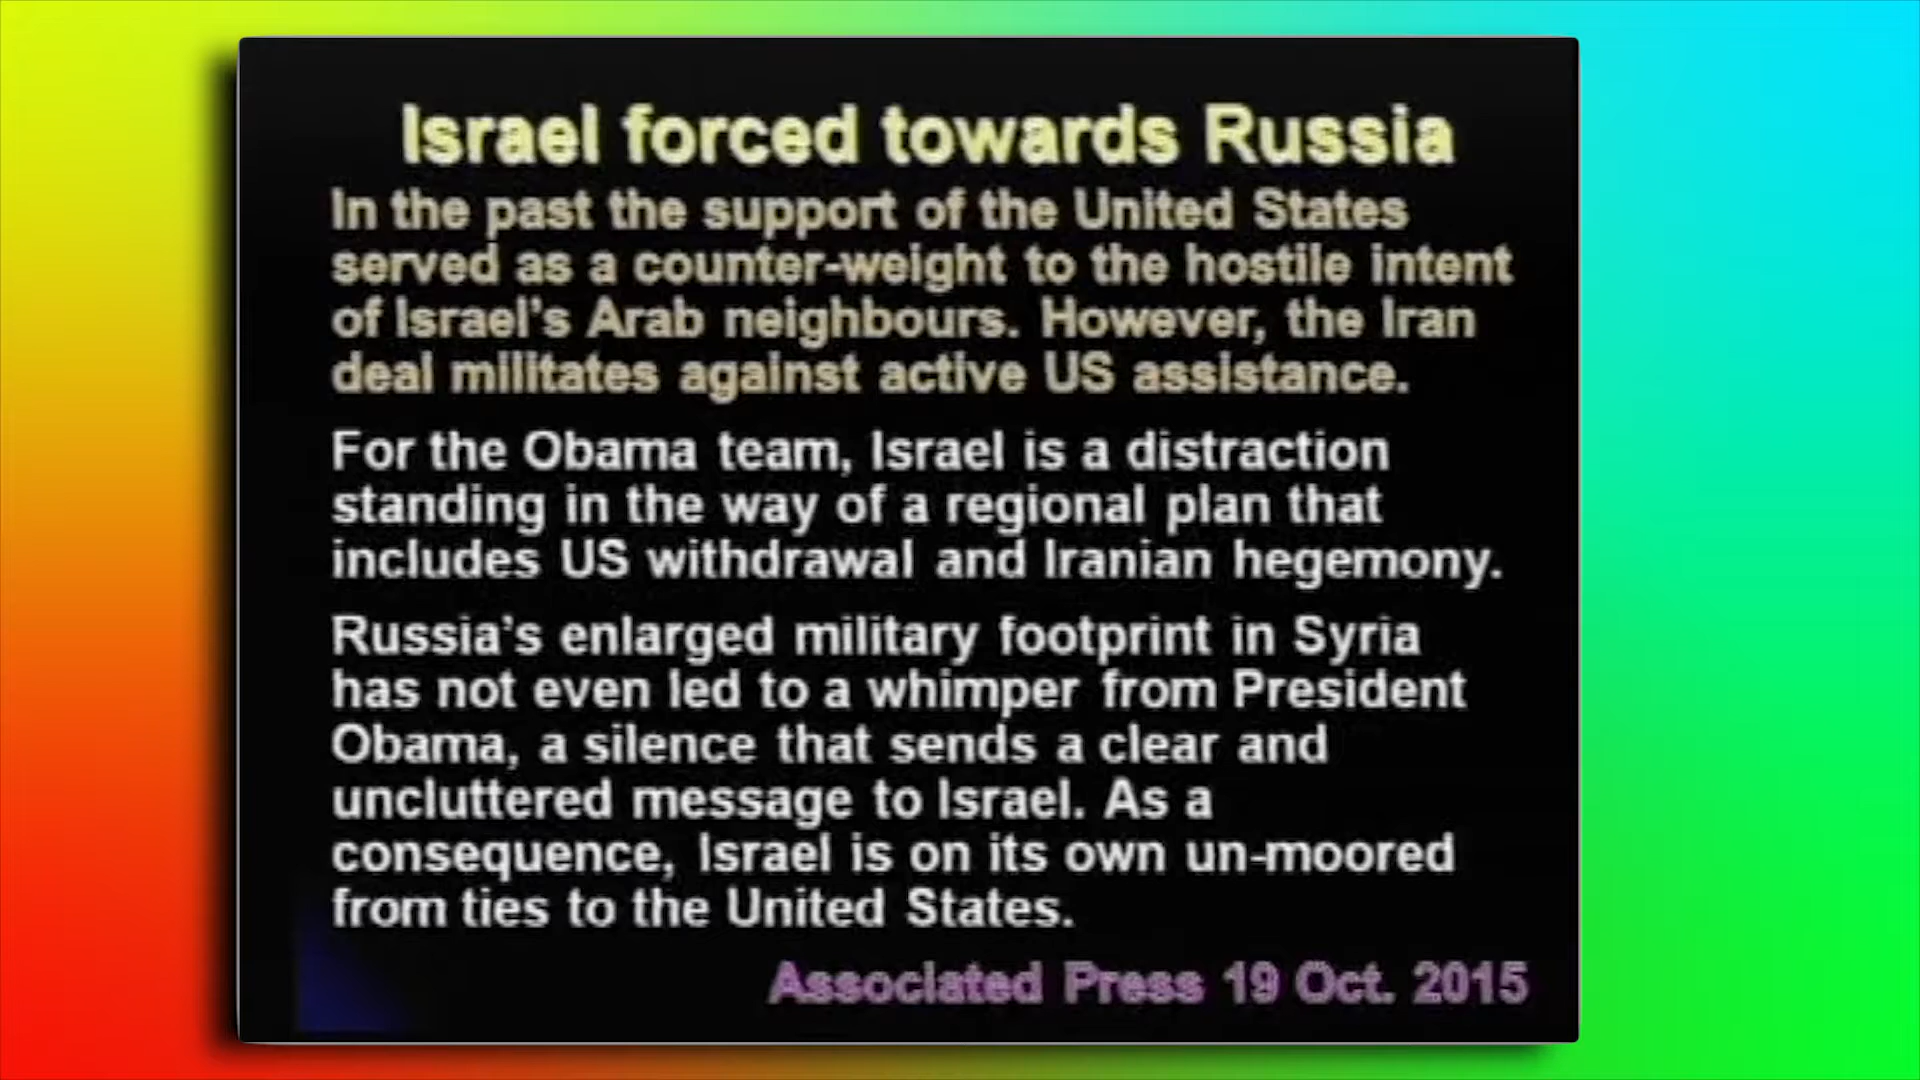 Israel forced towards Russia
In the past the support of the United States
served as a counter-weight to the hostile intent
of Israel's Arab neighbours. However, the Iran
deal militates against active US assistance.
For the Obama team, Israel is a distraction
standing in the way of a regional plan that
includes US withdrawal and Iranian hegemony.
Russia's enlarged military footprint in Syria
has not even led to a whimper from President
Obama, a silence that sends a clear and
uncluttered message to Israel. As a
consequence, Israel is on its own un-moored
from ties to the United States.
Associated Press 19 Oct. 2015